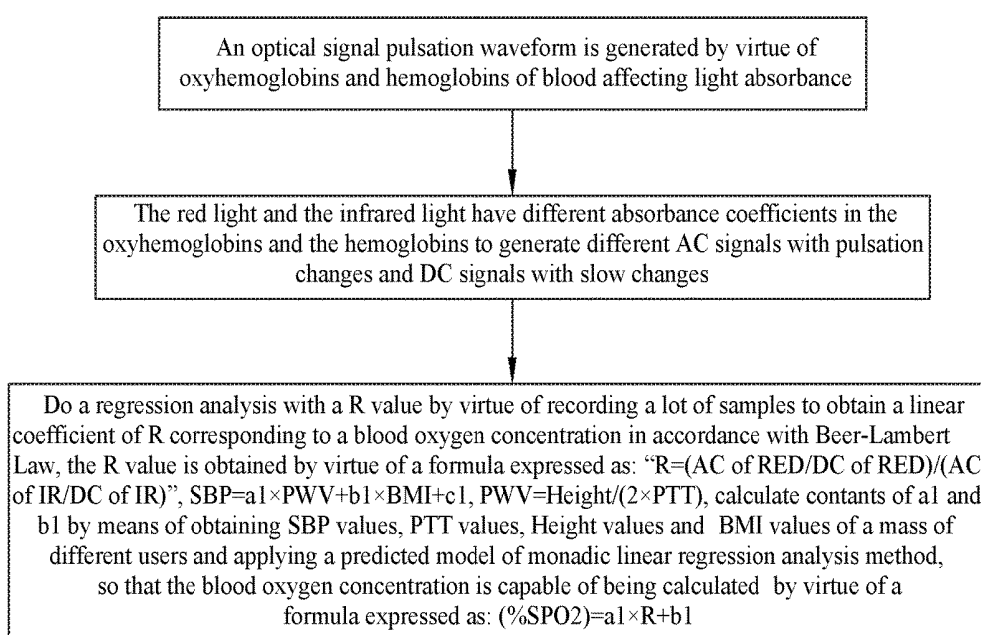 An optical signal pulsation waveform is generated by virtue of
oxyhemoglobins and hemoglobins of blood affecting light absorbance
The red light and the infrared light have different absorbance coefficients in the
oxyhemoglobins and the hemoglobins to generate different AC signals with pulsation
changes and DC signals with slow changes
Do a regression analysis with a R value by virtue of recording a lot of samples to obtain a linear
coefficient of R corresponding to a blood oxygen concentration in accordance with Beer-Lambert
Law, the R value is obtained by virtue of a formula expressed as: “R=(AC of RED/DC of RED)/(AC
of IR/DC of IR)”, SBP=a1×PWV+b1×BMI+c1, PWV=Height/(2×PTT), calculate contants of a1 and
b1 by means of obtaining SBP values, PTT values, Height values and BMI values of a mass of
different users and applying a predicted model of monadic linear regression analysis method,
so that the blood oxygen concentration is capable of being calculated by virtue of a
formula expressed as: (%SPO2)=a1×R+b1